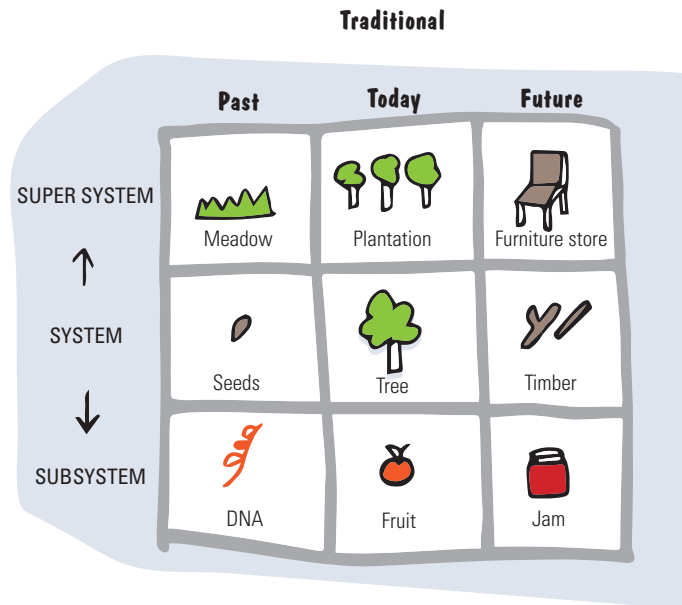 Traditional
Past Today Future
SUPER SYSTEM
Meadow Plantation Furniture store
SYSTEM
Seeds Tree Timber
SUBSYSTEM
DNA Fruit Jam